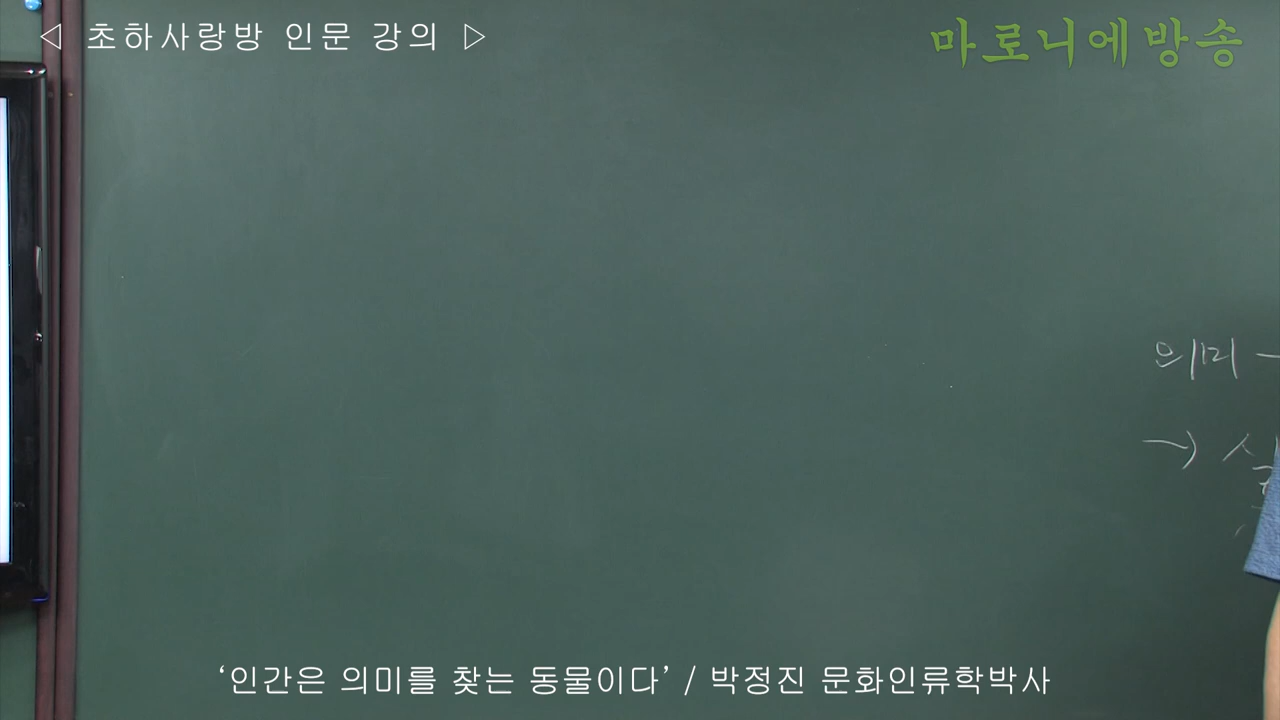 ◁ 초하사랑방 인문 강의 ▷
마로니에방송
의미 →
‘인간은 의미를 찾는 동물이다’ / 박정진 문화인류학박사